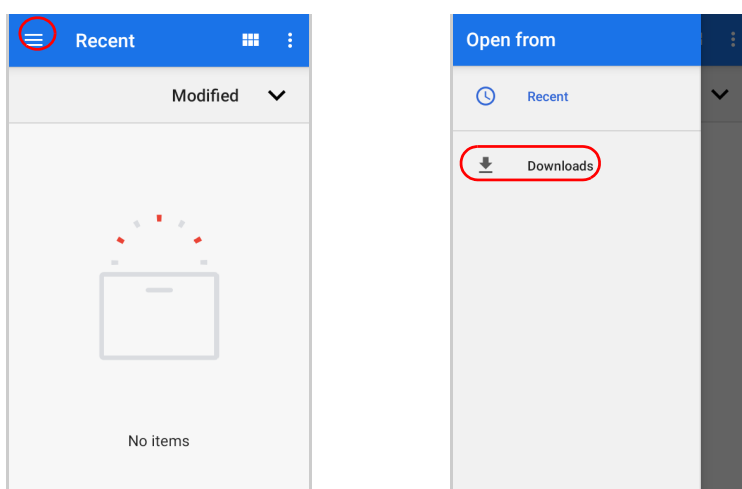 Recent
Modified
No items
Open from
Recent
Downloads